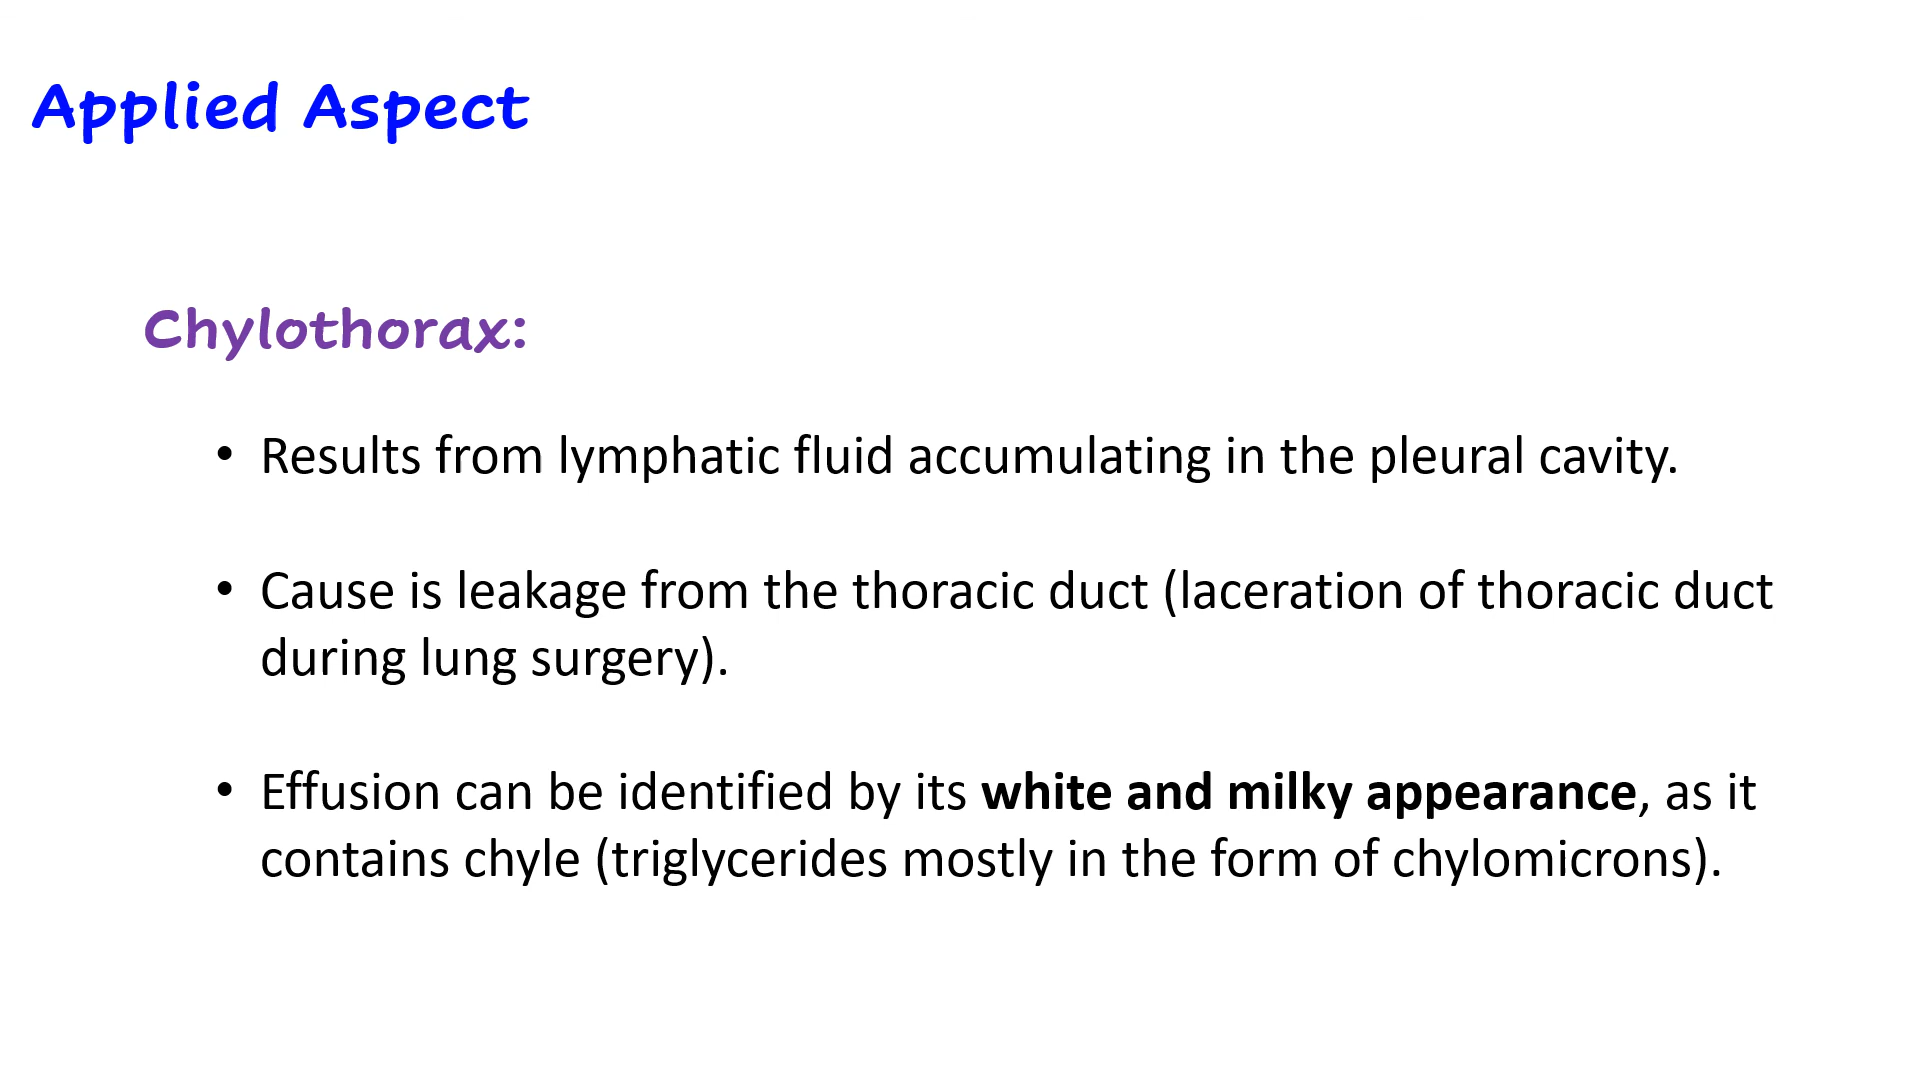 Applied Aspect
Chylothorax:
• Results from lymphatic fluid accumulating in the pleural cavity.
• Cause is leakage from the thoracic duct (laceration of thoracic duct
during lung surgery).
• Effusion can be identified by its white and milky appearance, as it
contains chyle (triglycerides mostly in the form of chylomicrons).